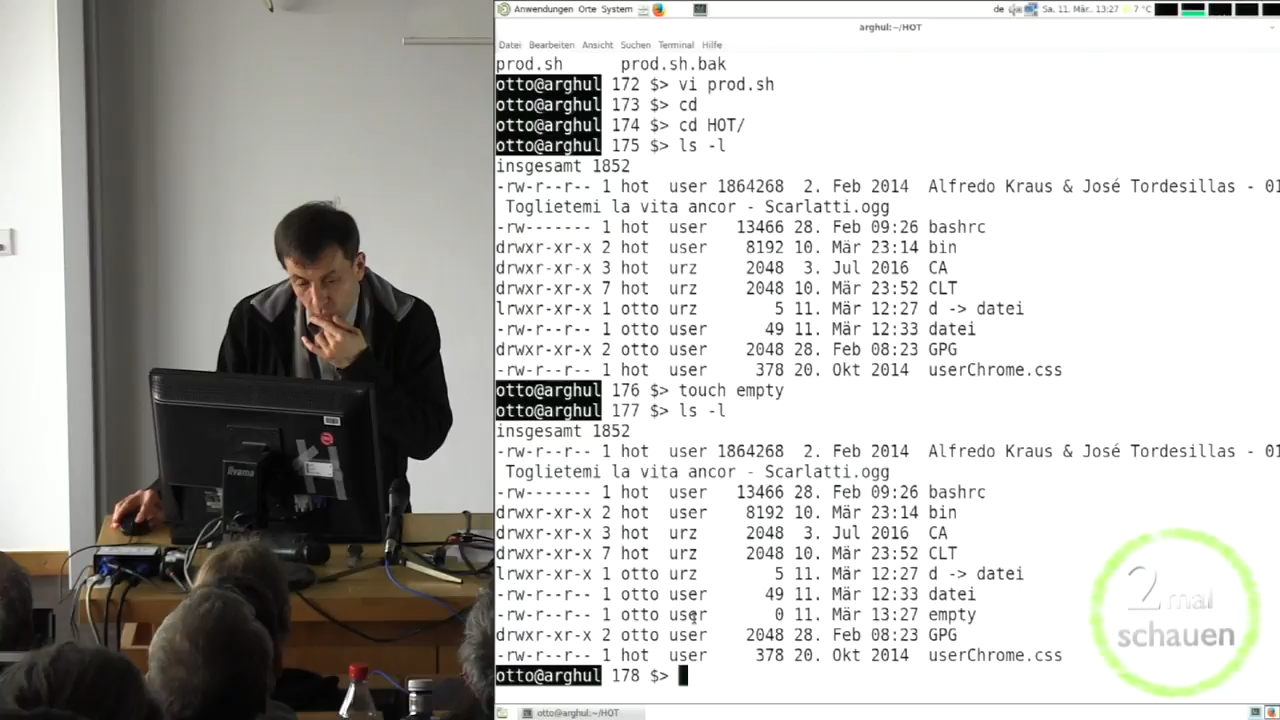 Anwendungen Orte System
de
Sa. 11. Mär., 13:27
7 °C
arghul:~/HOT
Datei Bearbeiten Ansicht Suchen Terminal Hilfe
prod.sh prod.sh.bak
otto@arghul 172 $> vi prod.sh
otto@arghul 173 $> cd
otto@arghul 174 $> cd HOT/
otto@arghul 175 $> ls -l
insgesamt 1852
-rw-r--r-- 1 hot user 1864268 2. Feb 2014 Alfredo Kraus & José Tordesillas - 01
Toglietemi la vita ancor - Scarlatti.ogg
-rw------- 1 hot user 13466 28. Feb 09:26 bashrc
drwxr-xr-x 2 hot user 8192 10. Mär 23:14 bin
drwxr-xr-x 3 hot urz 2048 3. Jul 2016 CA
drwxr-xr-x 7 hot urz 2048 10. Mär 23:52 CLT
lrwxr-xr-x 1 otto urz 5 11. Mär 12:27 d -> datei
-rw-r--r-- 1 otto user 49 11. Mär 12:33 datei
drwxr-xr-x 2 otto user 2048 28. Feb 08:23 GPG
-rw-r--r-- 1 hot user 378 20. Okt 2014 userChrome.css
otto@arghul 176 $> touch empty
otto@arghul 177 $> ls -l
insgesamt 1852
-rw-r--r-- 1 hot user 1864268 2. Feb 2014 Alfredo Kraus & José Tordesillas - 01
Toglietemi la vita ancor - Scarlatti.ogg
-rw------- 1 hot user 13466 28. Feb 09:26 bashrc
drwxr-xr-x 2 hot user 8192 10. Mär 23:14 bin
drwxr-xr-x 3 hot urz 2048 3. Jul 2016 CA
drwxr-xr-x 7 hot urz 2048 10. Mär 23:52 CLT
lrwxr-xr-x 1 otto urz 5 11. Mär 12:27 d -> datei
-rw-r--r-- 1 otto user 49 11. Mär 12:33 datei
-rw-r--r-- 1 otto user 0 11. Mär 13:27 empty
drwxr-xr-x 2 otto user 2048 28. Feb 08:23 GPG
-rw-r--r-- 1 hot user 378 20. Okt 2014 userChrome.css
otto@arghul 178 $>
otto@arghul:~/HOT
iiyama
2mal
schauen